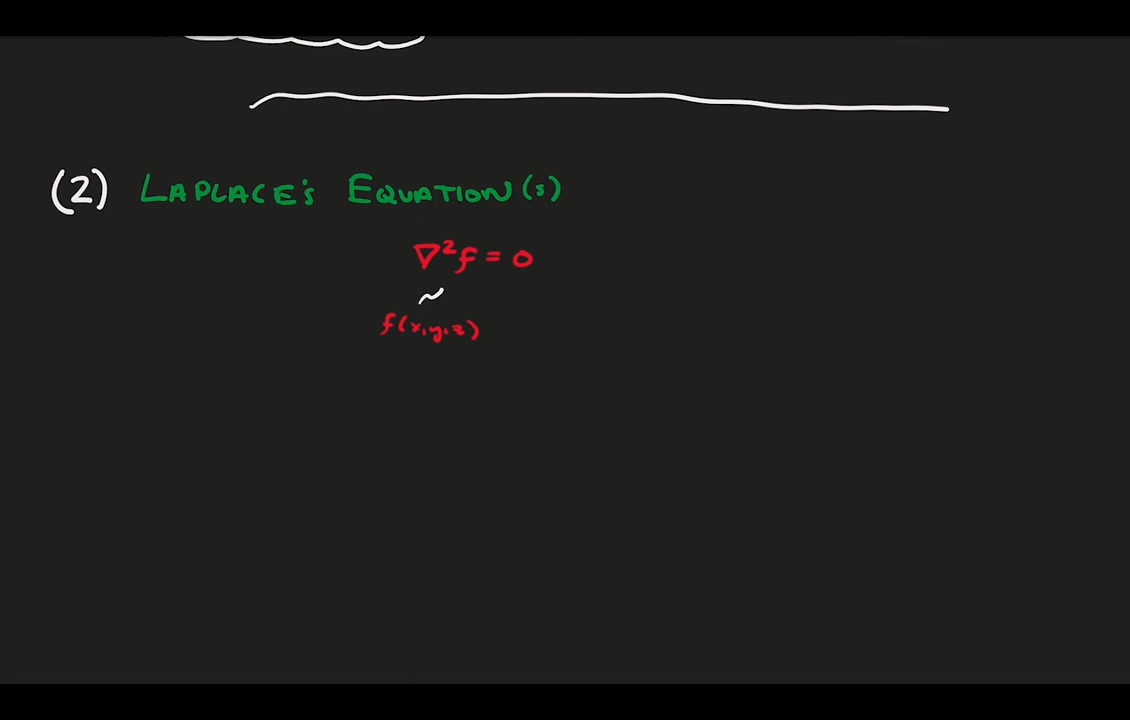 (2) LAPLACE'S EQUATION(S)
∇²f = 0
f(x,y,z)